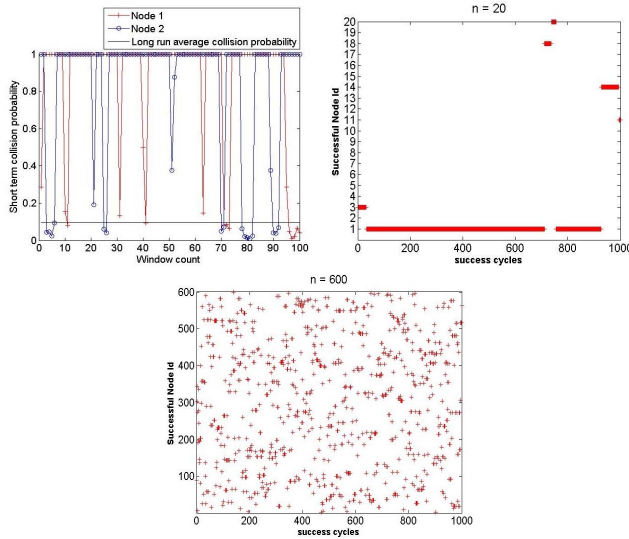 Node 1
Node 2
Long run average collision probability
Short term collision probability
1
0.8
0.6
0.4
0.2
0
0 10 20 30 40 50 60 70 80 90 100
Window count
n = 20
Successful Node Id
20
19
18
17
16
15
14
13
12
11
10
9
8
7
6
5
4
3
2
1
0 200 400 600 800 1000
success cycles
n = 600
Successful Node Id
600
500
400
300
200
100
0 200 400 600 800 1000
success cycles